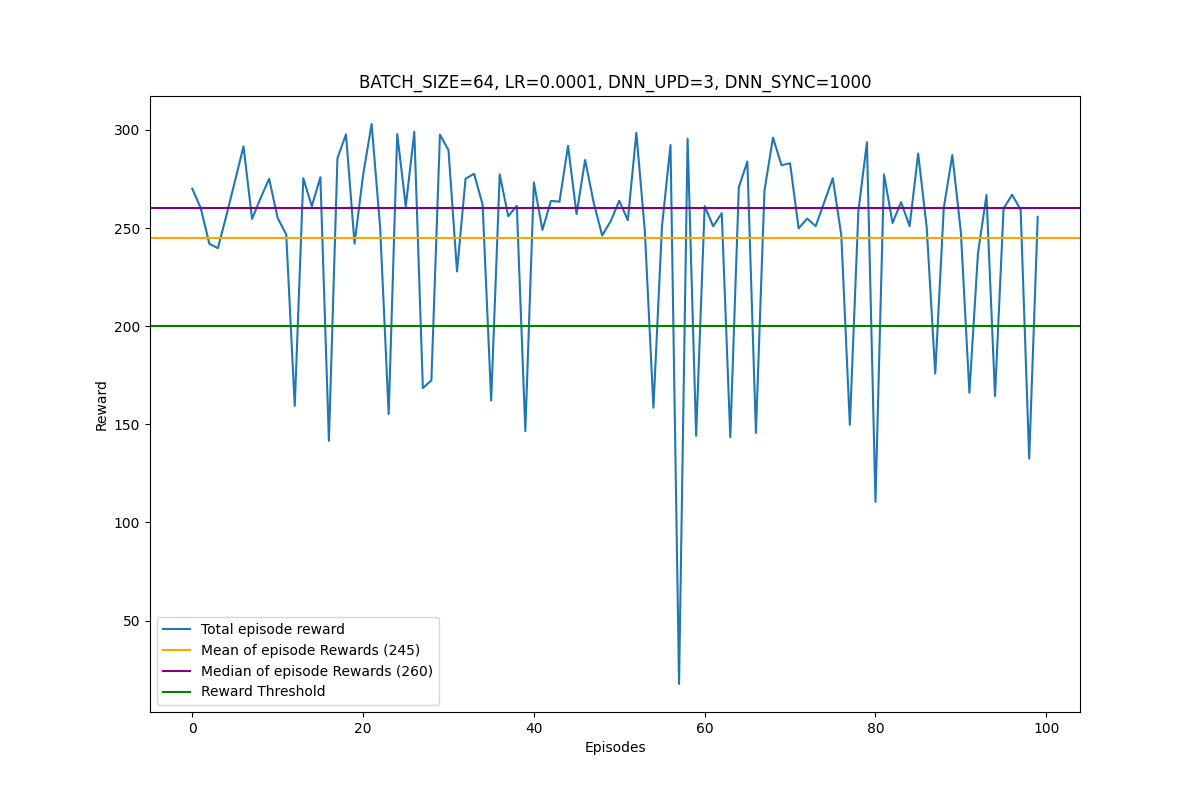 BATCH_SIZE=64, LR=0.0001, DNN_UPD=3, DNN_SYNC=1000
300
250
200
150
100
50
Reward
Total episode reward
Mean of episode Rewards (245)
Median of episode Rewards (260)
Reward Threshold
0 20 40 60 80 100
Episodes